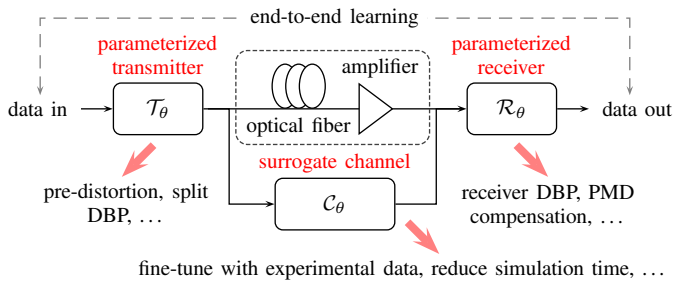 end-to-end learning
parameterized
transmitter
parameterized
receiver
amplifier
data in
𝒯θ
optical fiber
ℛθ
data out
surrogate channel
𝒞θ
pre-distortion, split
DBP, …
receiver DBP, PMD
compensation, …
fine-tune with experimental data, reduce simulation time, …